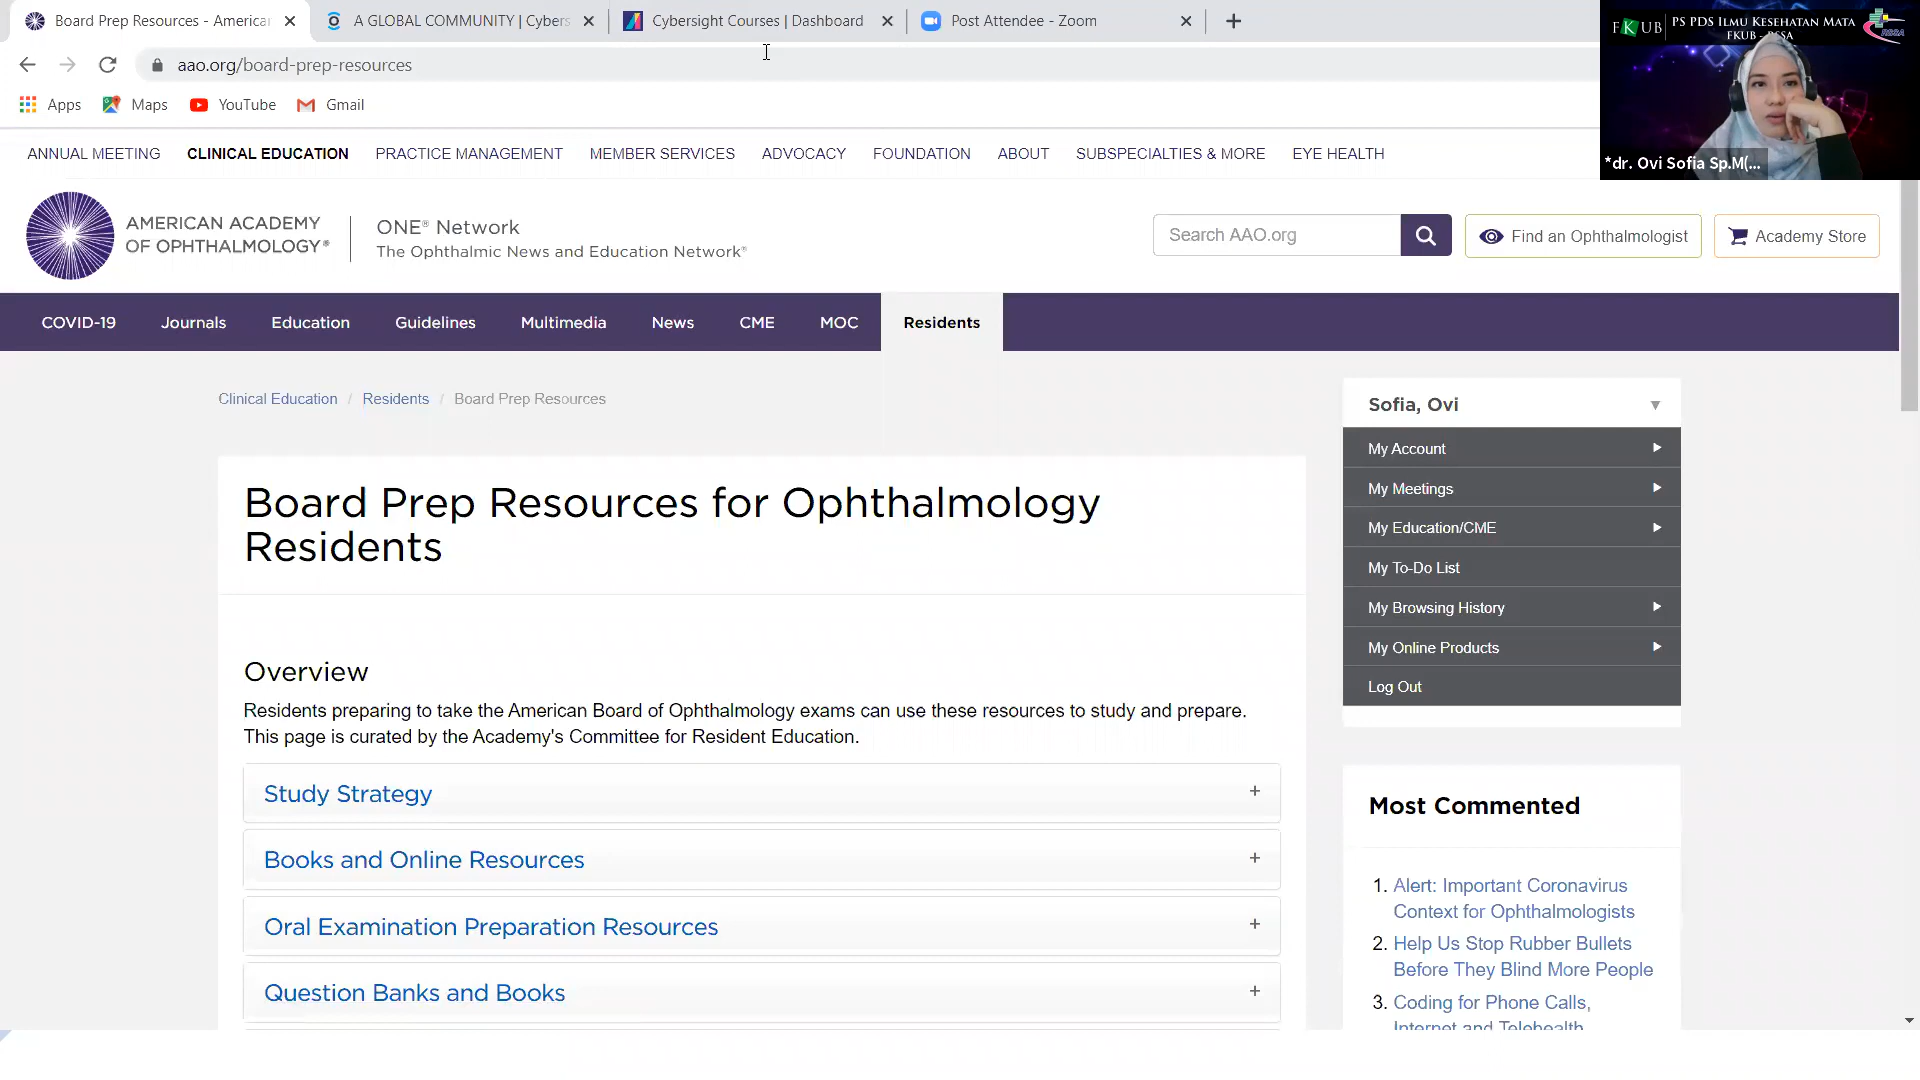 Board Prep Resources - America
A GLOBAL COMMUNITY | Cybers
Cybersight Courses | Dashboard
Post Attendee - Zoom
aao.org/board-prep-resources
Apps
Maps
YouTube
Gmail
FKUB
PS PDS Ilmu Kesehatan Mata
FKUB - RSSA
*dr. Ovi Sofia Sp.M(...
ANNUAL MEETING
CLINICAL EDUCATION
PRACTICE MANAGEMENT
MEMBER SERVICES
ADVOCACY
FOUNDATION
ABOUT
SUBSPECIALTIES & MORE
EYE HEALTH
AMERICAN ACADEMY
OF OPHTHALMOLOGY®
ONE® Network
The Ophthalmic News and Education Network®
Search AAO.org
Find an Ophthalmologist
Academy Store
COVID-19
Journals
Education
Guidelines
Multimedia
News
CME
MOC
Residents
Clinical Education / Residents / Board Prep Resources
Board Prep Resources for Ophthalmology
Residents
Overview
Residents preparing to take the American Board of Ophthalmology exams can use these resources to study and prepare.
This page is curated by the Academy's Committee for Resident Education.
Study Strategy +
Books and Online Resources +
Oral Examination Preparation Resources +
Question Banks and Books +
Sofia, Ovi
My Account
My Meetings
My Education/CME
My To-Do List
My Browsing History
My Online Products
Log Out
Most Commented
1. Alert: Important Coronavirus
Context for Ophthalmologists
2. Help Us Stop Rubber Bullets
Before They Blind More People
3. Coding for Phone Calls,
Internet and Telehealth